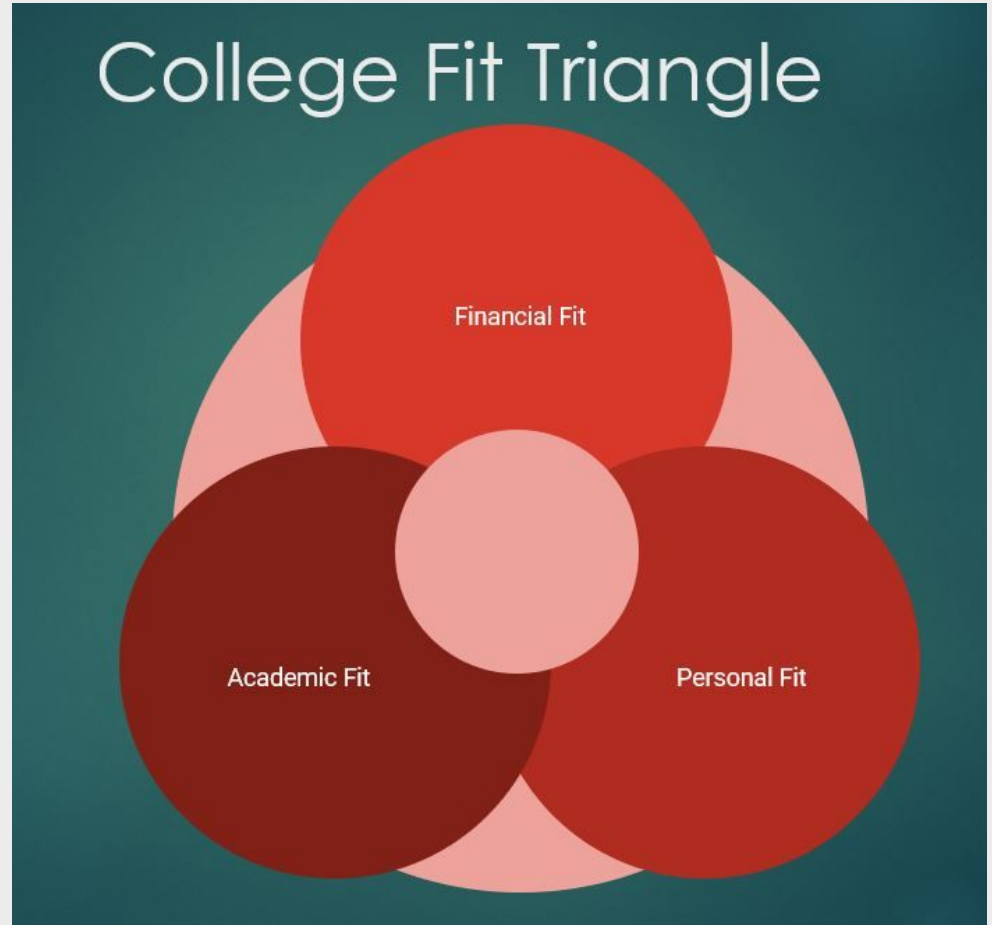 College Fit Triangle
Financial Fit
Academic Fit
Personal Fit